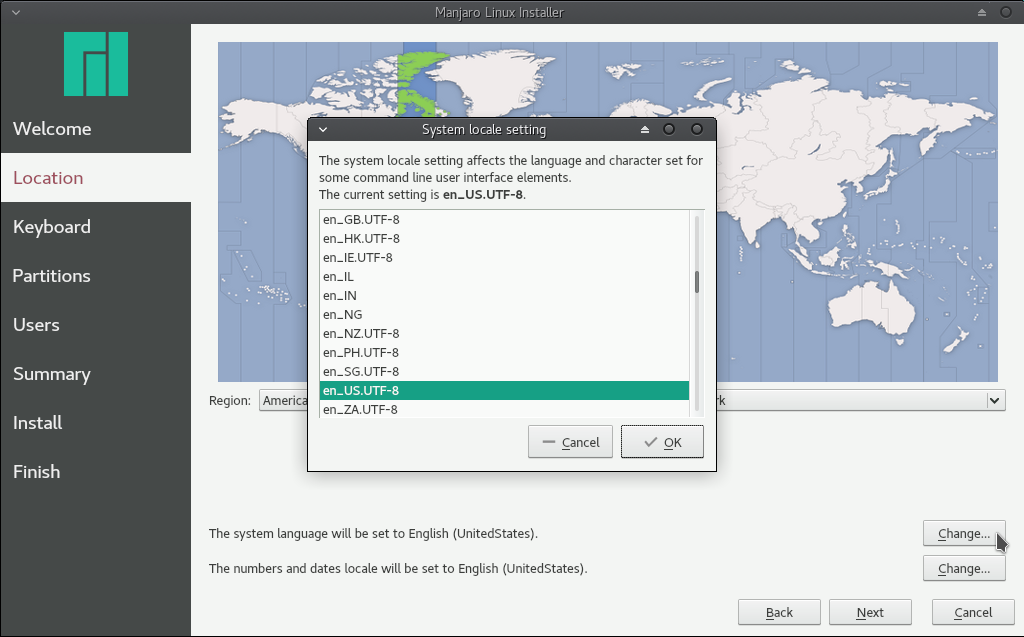 Manjaro Linux Installer
Welcome
Location
Keyboard
Partitions
Users
Summary
Install
Finish
System locale setting
The system locale setting affects the language and character set for
some command line user interface elements.
The current setting is en_US.UTF-8.
en_GB.UTF-8
en_HK.UTF-8
en_IE.UTF-8
en_IL
en_IN
en_NG
en_NZ.UTF-8
en_PH.UTF-8
en_SG.UTF-8
en_US.UTF-8
en_ZA.UTF-8
Cancel OK
Region: America rk
The system language will be set to English (UnitedStates). Change...
The numbers and dates locale will be set to English (UnitedStates). Change...
Back Next Cancel